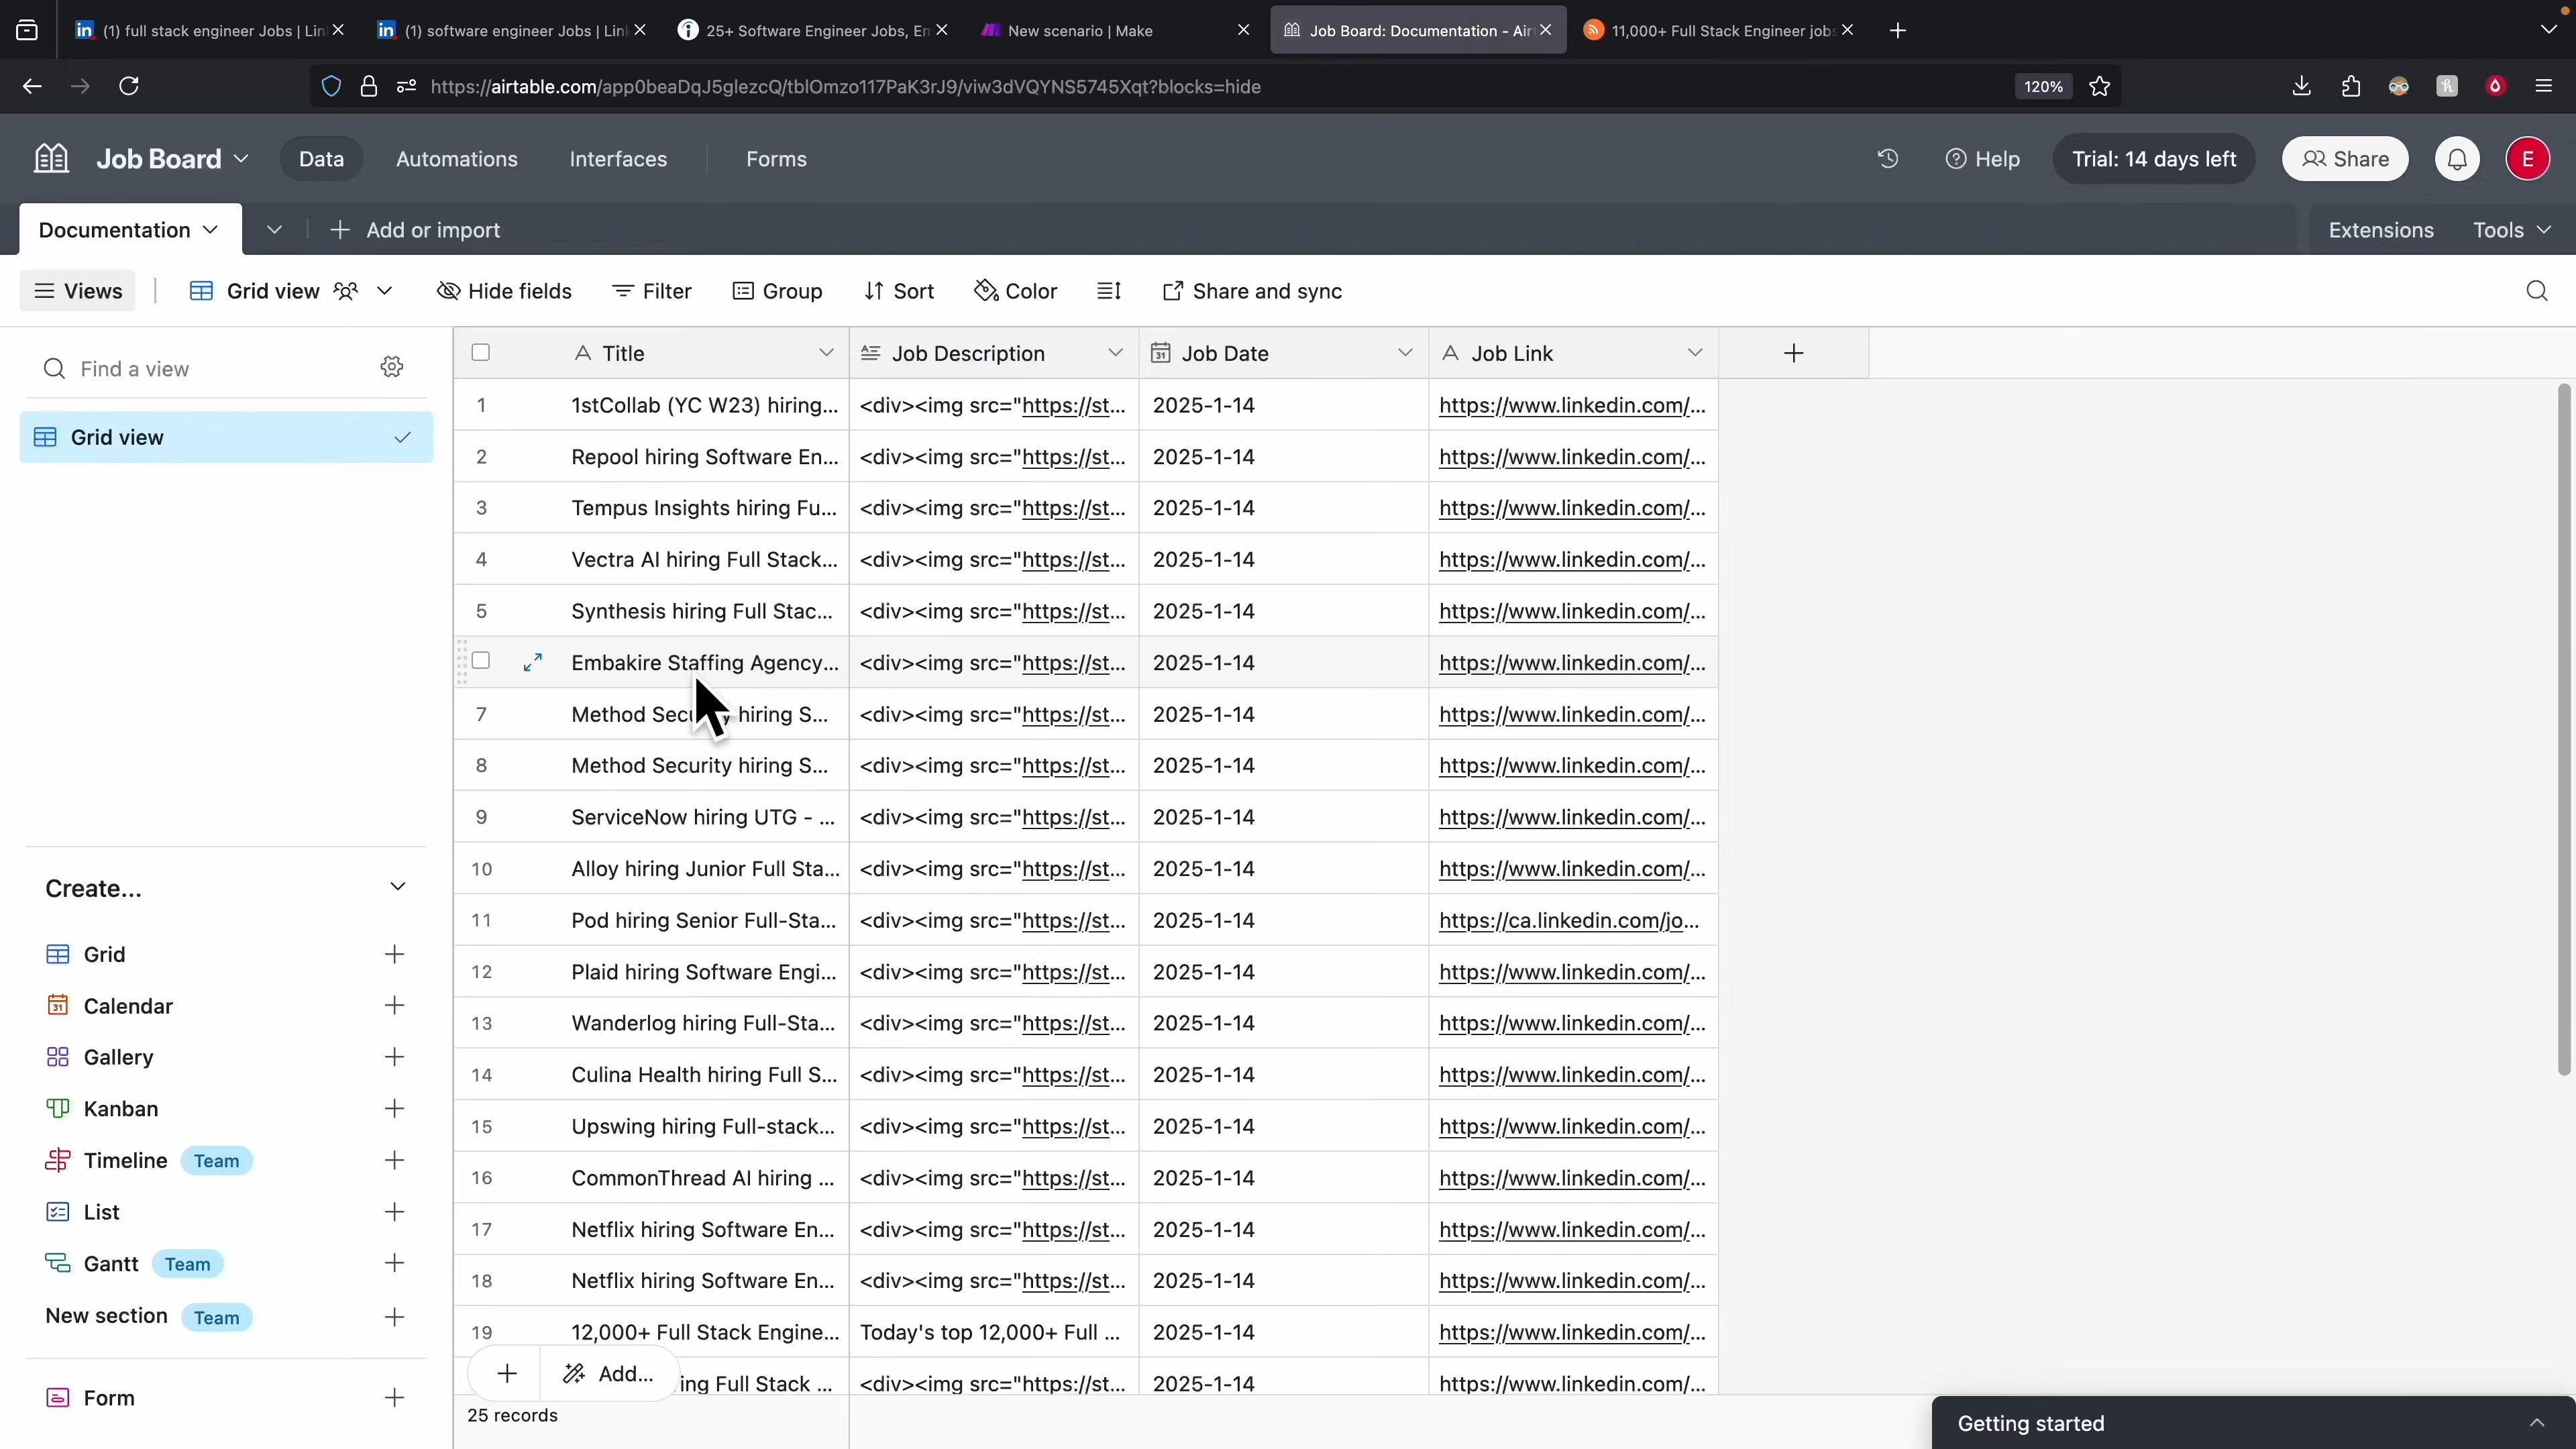 (1) full stack engineer Jobs | Lin
(1) software engineer Jobs | Link
25+ Software Engineer Jobs, Em
New scenario | Make
Job Board: Documentation - Air
11,000+ Full Stack Engineer jobs
https://airtable.com/app0beaDqJ5glezcQ/tblOmzo117PaK3rJ9/viw3dVQYNS5745Xqt?blocks=hide
120%
Job Board Data Automations Interfaces Forms
Help Trial: 14 days left Share E
Documentation Add or import Extensions Tools
Views Grid view Hide fields Filter Group Sort Color Share and sync
Find a view
Grid view
Create...
Grid
Calendar
Gallery
Kanban
Timeline Team
List
Gantt Team
New section Team
Form
Title Job Description Job Date Job Link
1 1stCollab (YC W23) hiring... <div><img src="https://st... 2025-1-14 https://www.linkedin.com/...
2 Repool hiring Software En... <div><img src="https://st... 2025-1-14 https://www.linkedin.com/...
3 Tempus Insights hiring Fu... <div><img src="https://st... 2025-1-14 https://www.linkedin.com/...
4 Vectra AI hiring Full Stack... <div><img src="https://st... 2025-1-14 https://www.linkedin.com/...
5 Synthesis hiring Full Stac... <div><img src="https://st... 2025-1-14 https://www.linkedin.com/...
Embakire Staffing Agency... <div><img src="https://st... 2025-1-14 https://www.linkedin.com/...
7 Method Security hiring S... <div><img src="https://st... 2025-1-14 https://www.linkedin.com/...
8 Method Security hiring S... <div><img src="https://st... 2025-1-14 https://www.linkedin.com/...
9 ServiceNow hiring UTG - ... <div><img src="https://st... 2025-1-14 https://www.linkedin.com/...
10 Alloy hiring Junior Full Sta... <div><img src="https://st... 2025-1-14 https://www.linkedin.com/...
11 Pod hiring Senior Full-Sta... <div><img src="https://st... 2025-1-14 https://ca.linkedin.com/jo...
12 Plaid hiring Software Engi... <div><img src="https://st... 2025-1-14 https://www.linkedin.com/...
13 Wanderlog hiring Full-Sta... <div><img src="https://st... 2025-1-14 https://www.linkedin.com/...
14 Culina Health hiring Full S... <div><img src="https://st... 2025-1-14 https://www.linkedin.com/...
15 Upswing hiring Full-stack... <div><img src="https://st... 2025-1-14 https://www.linkedin.com/...
16 CommonThread AI hiring ... <div><img src="https://st... 2025-1-14 https://www.linkedin.com/...
17 Netflix hiring Software En... <div><img src="https://st... 2025-1-14 https://www.linkedin.com/...
18 Netflix hiring Software En... <div><img src="https://st... 2025-1-14 https://www.linkedin.com/...
19 12,000+ Full Stack Engine... Today's top 12,000+ Full ... 2025-1-14 https://www.linkedin.com/...
ing Full Stack ... <div><img src="https://st... 2025-1-14 https://www.linkedin.com/...
Add...
25 records
Getting started